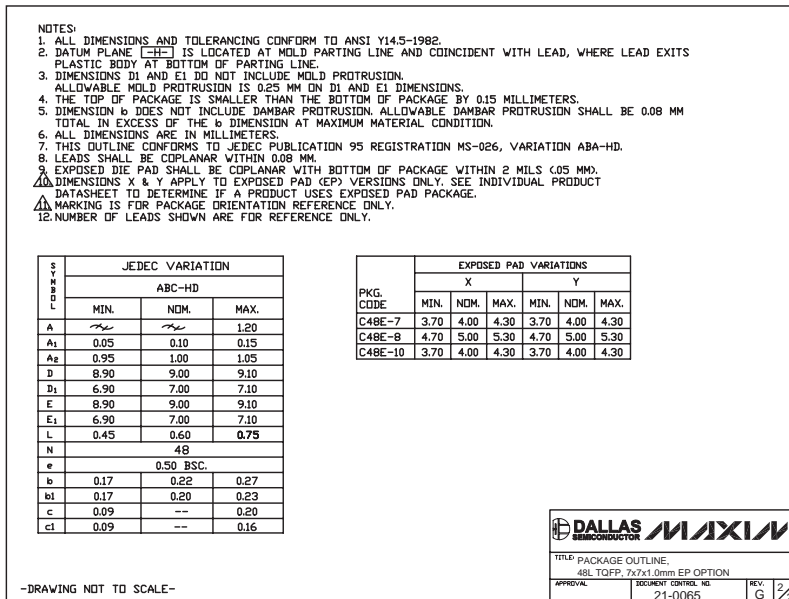 NOTES:
1. ALL DIMENSIONS AND TOLERANCING CONFORM TO ANSI Y14.5-1982.
2. DATUM PLANE -H- IS LOCATED AT MOLD PARTING LINE AND COINCIDENT WITH LEAD, WHERE LEAD EXITS
PLASTIC BODY AT BOTTOM OF PARTING LINE.
3. DIMENSIONS D1 AND E1 DO NOT INCLUDE MOLD PROTRUSION.
ALLOWABLE MOLD PROTRUSION IS 0.25 MM ON D1 AND E1 DIMENSIONS.
4. THE TOP OF PACKAGE IS SMALLER THAN THE BOTTOM OF PACKAGE BY 0.15 MILLIMETERS.
5. DIMENSION b DOES NOT INCLUDE DAMBAR PROTRUSION. ALLOWABLE DAMBAR PROTRUSION SHALL BE 0.08 MM
TOTAL IN EXCESS OF THE b DIMENSION AT MAXIMUM MATERIAL CONDITION.
6. ALL DIMENSIONS ARE IN MILLIMETERS.
7. THIS OUTLINE CONFORMS TO JEDEC PUBLICATION 95 REGISTRATION MS-026, VARIATION ABA-HD.
8. LEADS SHALL BE COPLANAR WITHIN 0.08 MM.
9. EXPOSED DIE PAD SHALL BE COPLANAR WITH BOTTOM OF PACKAGE WITHIN 2 MILS (.05 MM).
10. DIMENSIONS X & Y APPLY TO EXPOSED PAD (EP) VERSIONS ONLY. SEE INDIVIDUAL PRODUCT
DATASHEET TO DETERMINE IF A PRODUCT USES EXPOSED PAD PACKAGE.
11. MARKING IS FOR PACKAGE ORIENTATION REFERENCE ONLY.
12. NUMBER OF LEADS SHOWN ARE FOR REFERENCE ONLY.
SYMBOL JEDEC VARIATION
ABC-HD
MIN. NOM. MAX.
A 1.20
A1 0.05 0.10 0.15
A2 0.95 1.00 1.05
D 8.90 9.00 9.10
D1 6.90 7.00 7.10
E 8.90 9.00 9.10
E1 6.90 7.00 7.10
L 0.45 0.60 0.75
N 48
e 0.50 BSC.
b 0.17 0.22 0.27
b1 0.17 0.20 0.23
c 0.09 -- 0.20
c1 0.09 -- 0.16
EXPOSED PAD VARIATIONS
PKG. CODE X Y
MIN. NOM. MAX. MIN. NOM. MAX.
C48E-7 3.70 4.00 4.30 3.70 4.00 4.30
C48E-8 4.70 5.00 5.30 4.70 5.00 5.30
C48E-10 3.70 4.00 4.30 3.70 4.00 4.30
DALLAS SEMICONDUCTOR MAXIM
TITLE: PACKAGE OUTLINE,
48L TQFP, 7x7x1.0mm EP OPTION
APPROVAL DOCUMENT CONTROL NO. REV.
21-0065 G 2/
-DRAWING NOT TO SCALE-